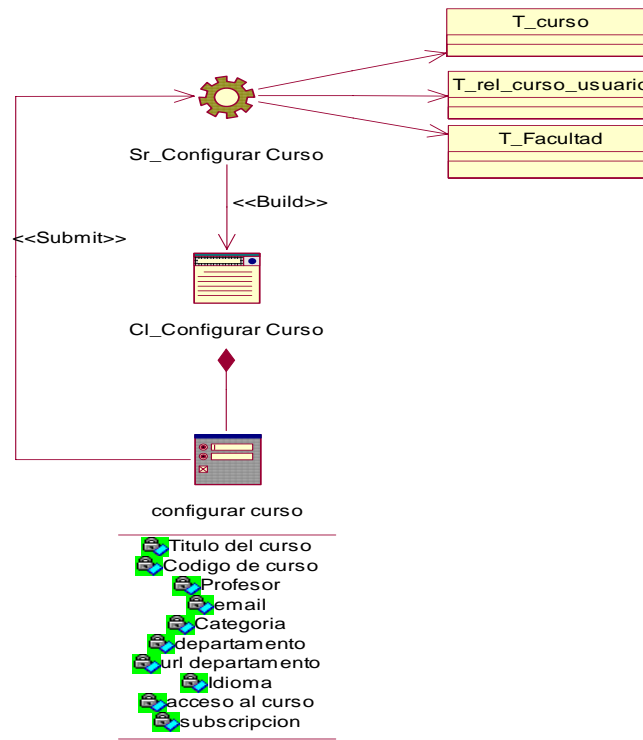 T_curso
T_rel_curso_usuario
T_Facultad
Sr_Configurar Curso
<<Build>>
<<Submit>>
Cl_Configurar Curso
configurar curso
Titulo del curso
Codigo de curso
Profesor
email
Categoria
departamento
url departamento
Idioma
acceso al curso
subscripcion